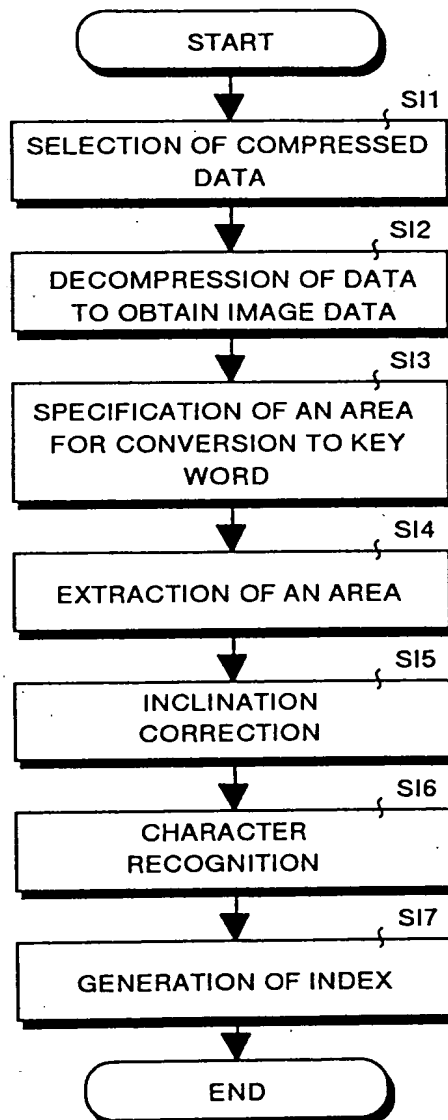 START
SI1
SELECTION OF COMPRESSED
DATA
SI2
DECOMPRESSION OF DATA
TO OBTAIN IMAGE DATA
SI3
SPECIFICATION OF AN AREA
FOR CONVERSION TO KEY
WORD
SI4
EXTRACTION OF AN AREA
SI5
INCLINATION
CORRECTION
SI6
CHARACTER
RECOGNITION
SI7
GENERATION OF INDEX
END